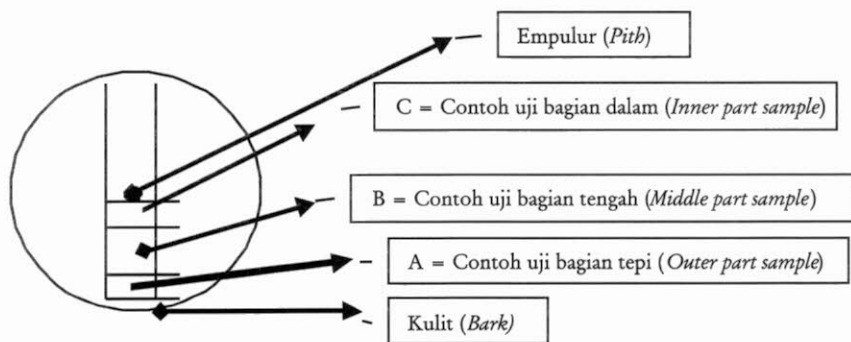 Empulur (Pith)
C = Contoh uji bagian dalam (Inner part sample)
B = Contoh uji bagian tengah (Middle part sample)
A = Contoh uji bagian tepi (Outer part sample)
Kulit (Bark)